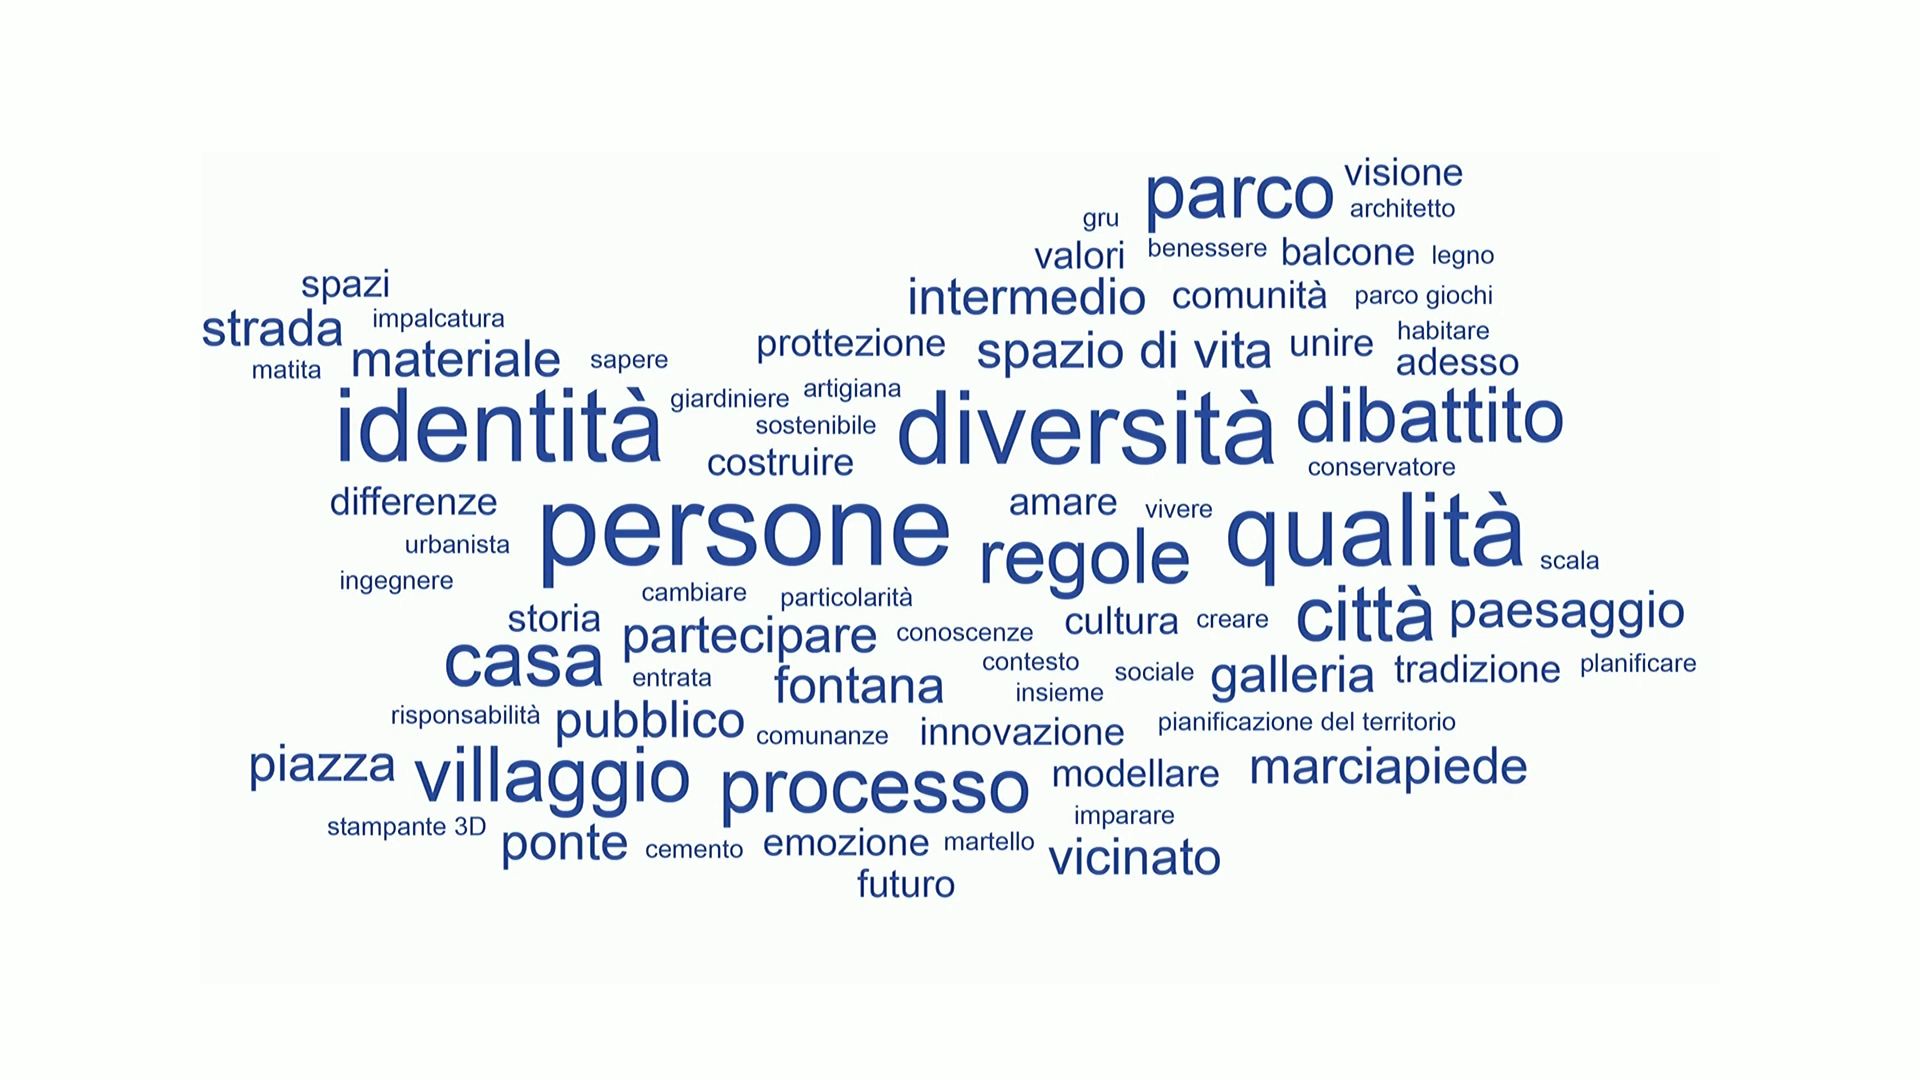 parco visione
gru architetto
valori benessere balcone legno
spazi intermedio comunità parco giochi
strada impalcatura prottezione spazio di vita unire habitare
matita materiale sapere adesso
identità giardiniere artigiana diversità dibattito
sostenibile
costruire conservatore
differenze persone amare vivere qualità
urbanista regole scala
ingegnere cambiare particolarità
storia partecipare conoscenze cultura creare città paesaggio
casa entrata fontana contesto sociale galleria tradizione planificare
insieme
risponsabilità pubblico comunanze innovazione pianificazione del territorio
piazza villaggio processo modellare marciapiede
imparare
stampante 3D ponte cemento emozione martello vicinato
futuro